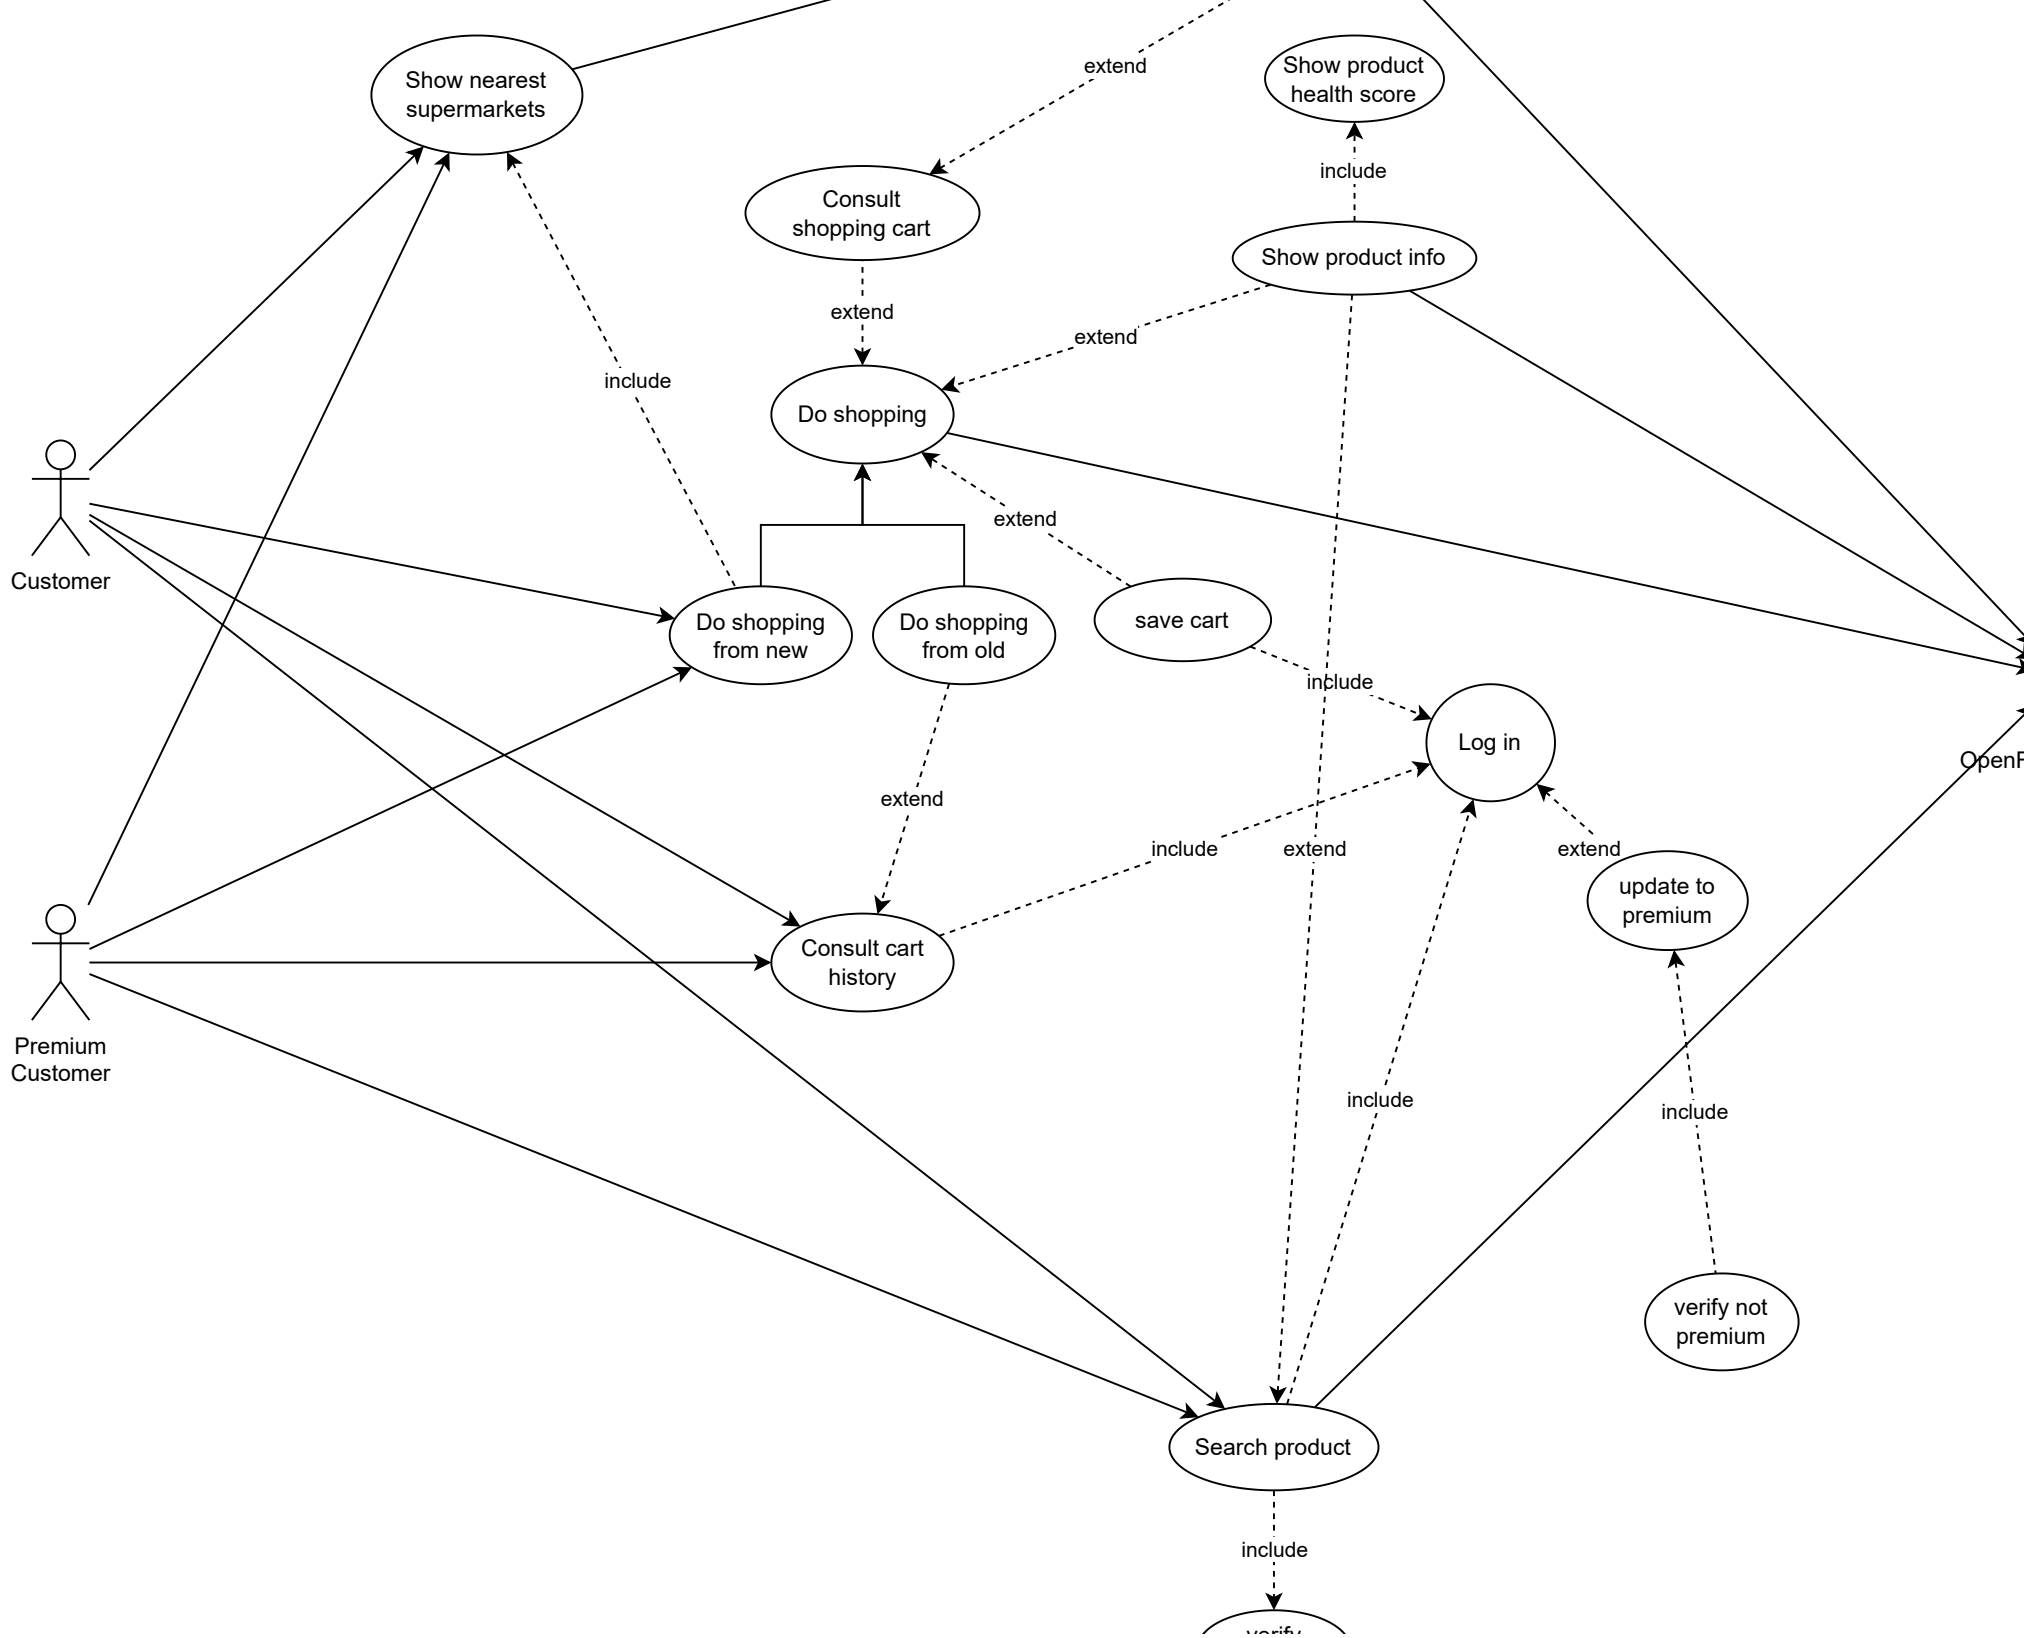 extend
Show product
health score
Show nearest
supermarkets
include
Consult
shopping cart
Show product info
extend
extend
include
Do shopping
extend
Customer
Do shopping
from new
Do shopping
from old
save cart
include
Log in
OpenF
extend
include
extend
extend
update to
premium
Consult cart
history
Premium
Customer
include
include
verify not
premium
Search product
include
verify